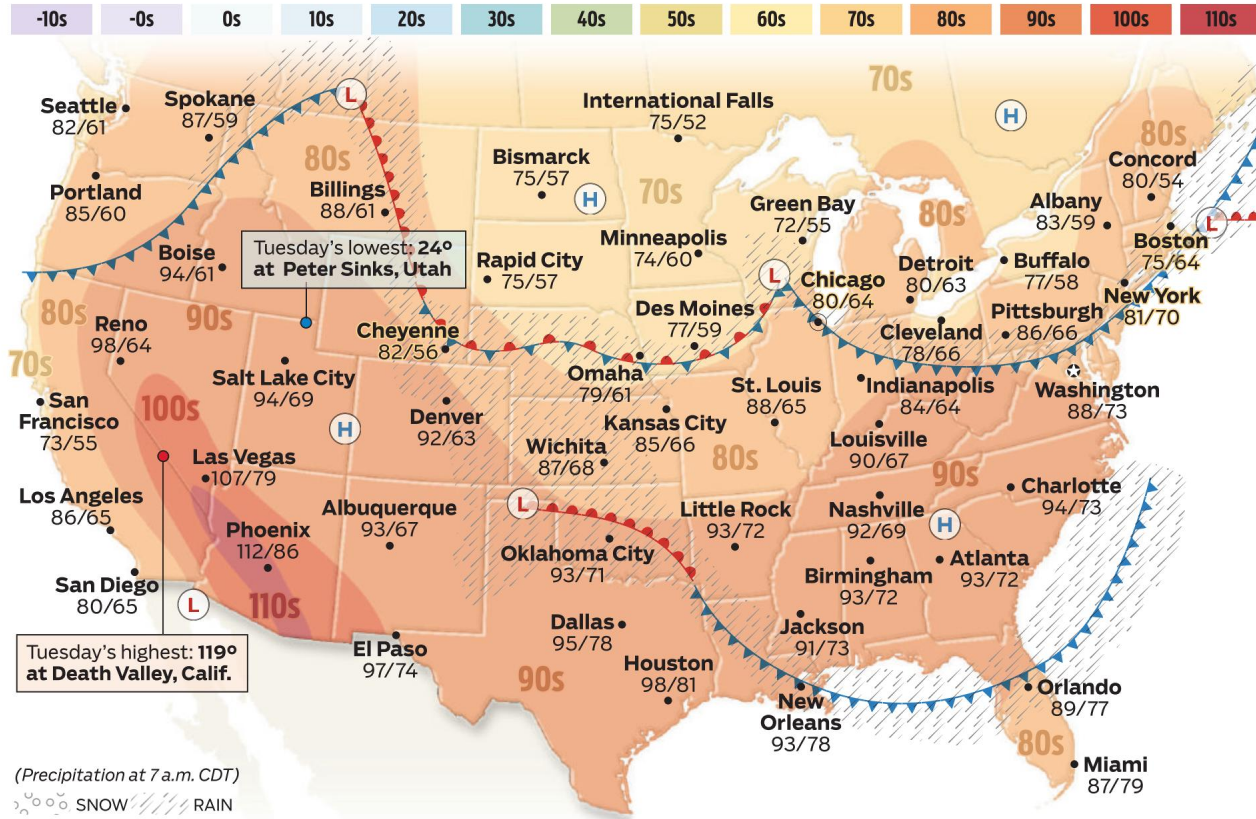 -10s -0s 0s 10s 20s 30s 40s 50s 60s 70s 80s 90s 100s 110s
70s
Seattle
82/61
Spokane
87/59
L
International Falls
75/52
H
80s
Portland
85/60
80s
Billings
88/61
Bismarck
75/57
H
70s
Green Bay
72/55
80s
Concord
80/54
Albany
83/59
L
Boston
75/64
Boise
94/61
Tuesday's lowest: 24º
at Peter Sinks, Utah
Rapid City
75/57
Minneapolis
74/60
L
Chicago
80/64
Detroit
80/63
Buffalo
77/58
New York
81/70
80s
90s
Reno
98/64
Cheyenne
82/56
Des Moines
77/59
Cleveland
78/66
Pittsburgh
86/66
70s
Salt Lake City
94/69
Omaha
79/61
St. Louis
88/65
Indianapolis
84/64
Washington
88/73
San
Francisco
73/55
100s
H
Denver
92/63
Kansas City
85/66
Louisville
90/67
Las Vegas
107/79
Wichita
87/68
80s
90s
Los Angeles
86/65
Albuquerque
93/67
L
Little Rock
93/72
Nashville
92/69
H
Charlotte
94/73
Phoenix
112/86
Oklahoma City
93/71
Birmingham
93/72
Atlanta
93/72
San Diego
80/65
L
110s
Tuesday's highest: 119º
at Death Valley, Calif.
El Paso
97/74
Dallas
95/78
Jackson
91/73
90s
Houston
98/81
New
Orleans
93/78
Orlando
89/77
80s
Miami
87/79
(Precipitation at 7 a.m. CDT)
SNOW RAIN